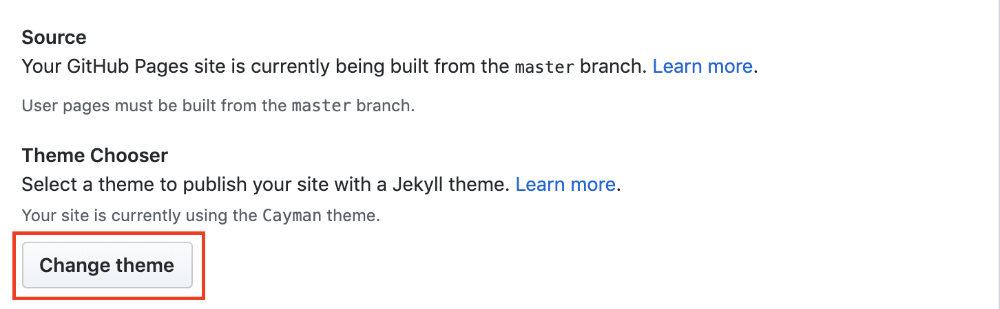 Source
Your GitHub Pages site is currently being built from the master branch. Learn more.
User pages must be built from the master branch.
Theme Chooser
Select a theme to publish your site with a Jekyll theme. Learn more.
Your site is currently using the Cayman theme.
Change theme